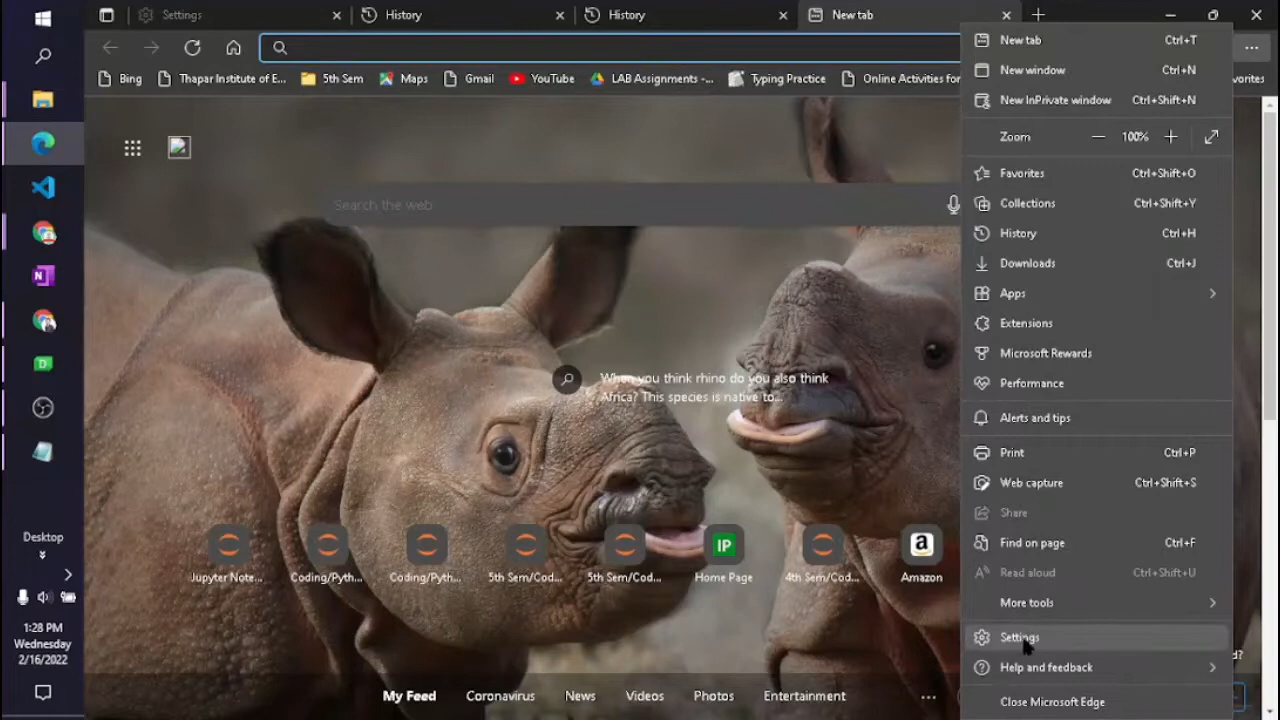 Settings
History
History
New tab
Bing
Thapar Institute of E...
5th Sem
Maps
Gmail
YouTube
LAB Assignments -...
Typing Practice
Online Activities for
vorites
Search the web
When you think rhino do you also think
Africa? This species is native to...
Jupyter Note...
Coding/Pyth...
Coding/Pyth...
5th Sem/Cod...
5th Sem/Cod...
IP
Home Page
4th Sem/Cod...
a
Amazon
My Feed
Coronavirus
News
Videos
Photos
Entertainment
...
New tab Ctrl+T
New window Ctrl+N
New InPrivate window Ctrl+Shift+N
Zoom — 100% +
Favorites Ctrl+Shift+O
Collections Ctrl+Shift+Y
History Ctrl+H
Downloads Ctrl+J
Apps
Extensions
Microsoft Rewards
Performance
Alerts and tips
Print Ctrl+P
Web capture Ctrl+Shift+S
Share
Find on page Ctrl+F
Read aloud Ctrl+Shift+U
More tools
Settings
Help and feedback
Close Microsoft Edge
d?
N
D
Desktop
1:28 PM
Wednesday
2/16/2022